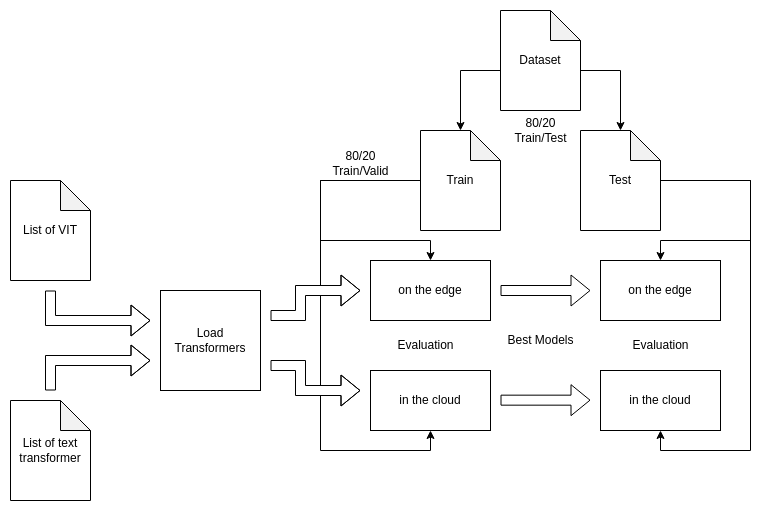 Dataset
80/20
Train/Test
80/20
Train/Valid
Train
Test
List of VIT
on the edge
on the edge
Load
Transformers
Evaluation
Best Models
Evaluation
in the cloud
in the cloud
List of text
transformer